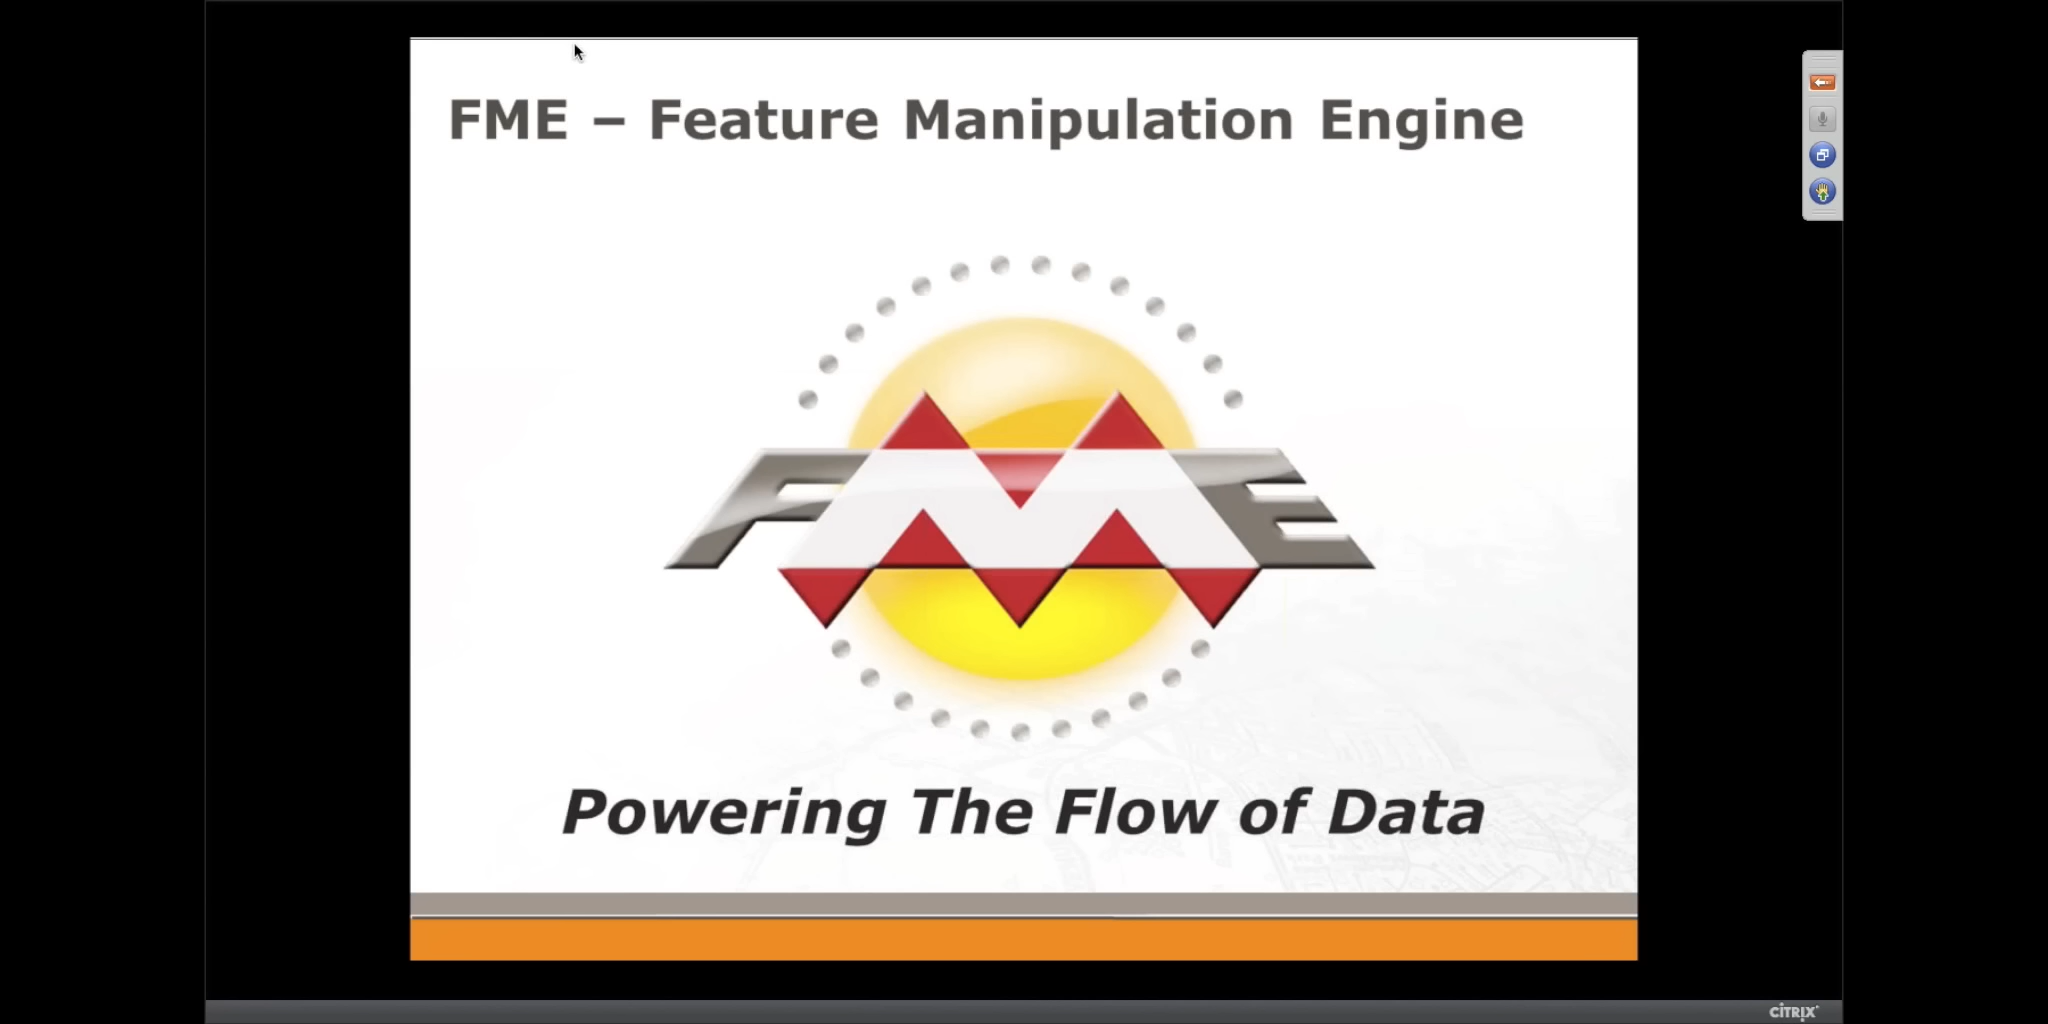 FME – Feature Manipulation Engine
FME
Powering The Flow of Data
CITRIX